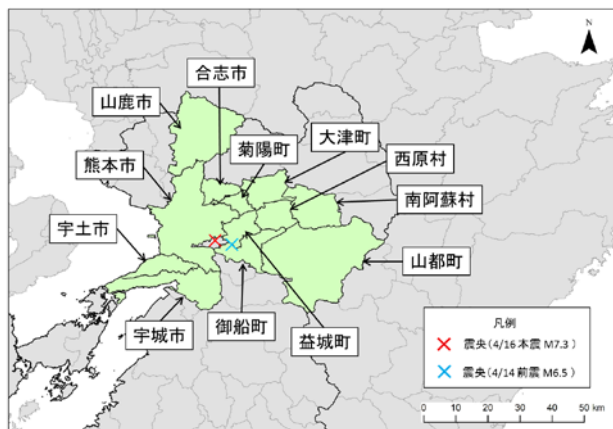 N
合志市
山鹿市
菊陽町
大津町
熊本市
西原村
南阿蘇村
宇土市
山都町
宇城市
御船町
益城町
凡例
震央(4/16 本震 M7.3 )
震央(4/14 前震 M6.5 )
0 10 20 30 40 50 km